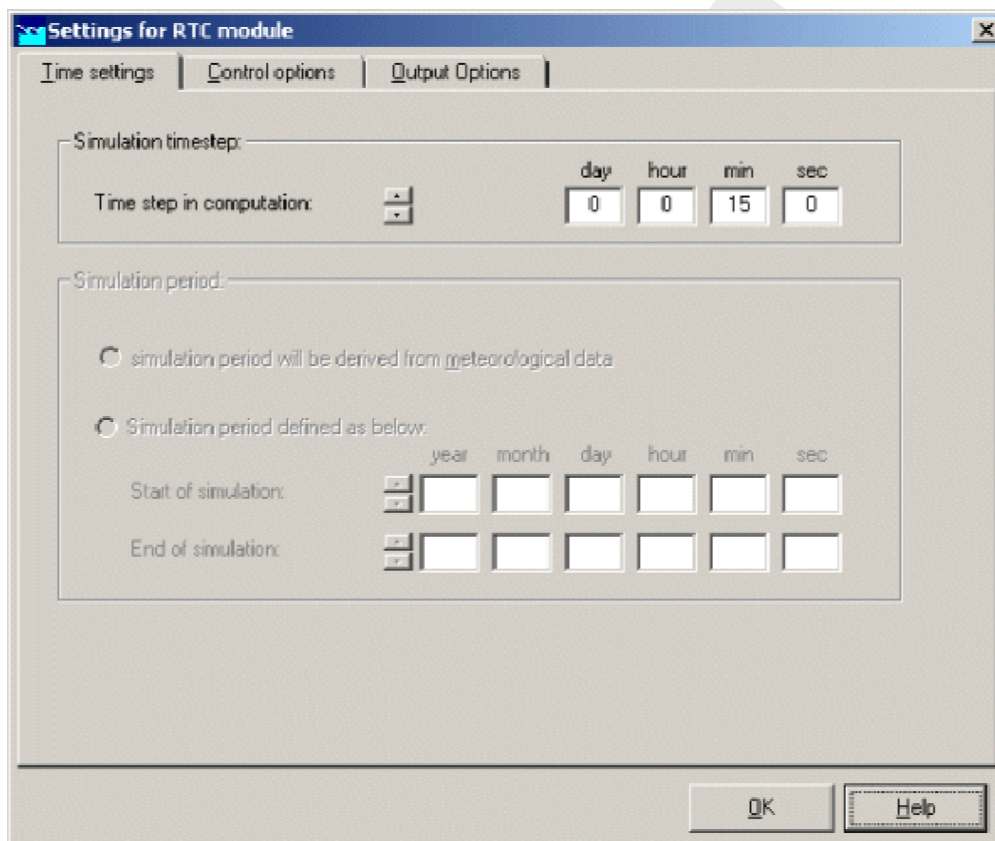 Settings for RTC module
Time settings Control options Output Options
Simulation timestep:
day hour min sec
Time step in computation: 0 0 15 0
Simulation period:
simulation period will be derived from meteorological data
Simulation period defined as below:
year month day hour min sec
Start of simulation:
End of simulation:
OK Help